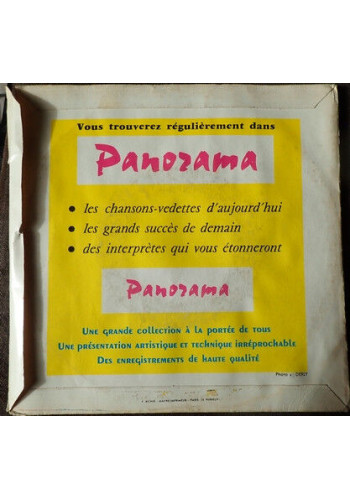 Vous trouverez régulièrement dans
Panorama
• les chansons-vedettes d'aujourd'hui
• les grands succès de demain
• des interprètes qui vous étonneront
Panorama
Une grande collection à la portée de tous
Une présentation artistique et technique irréprochable
Des enregistrements de haute qualité
Photo